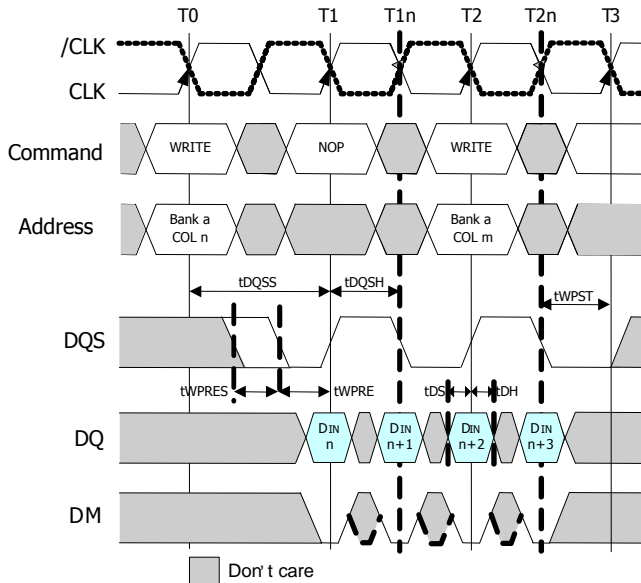 T0 T1 T1n T2 T2n T3
/CLK
CLK
Command WRITE NOP WRITE
Address Bank a COL n Bank a COL m
tDQSS tDQSH tWPST
DQS
tWPRES tWPRE tDS tDH
DQ DIN n DIN n+1 DIN n+2 DIN n+3
DM
Don't care